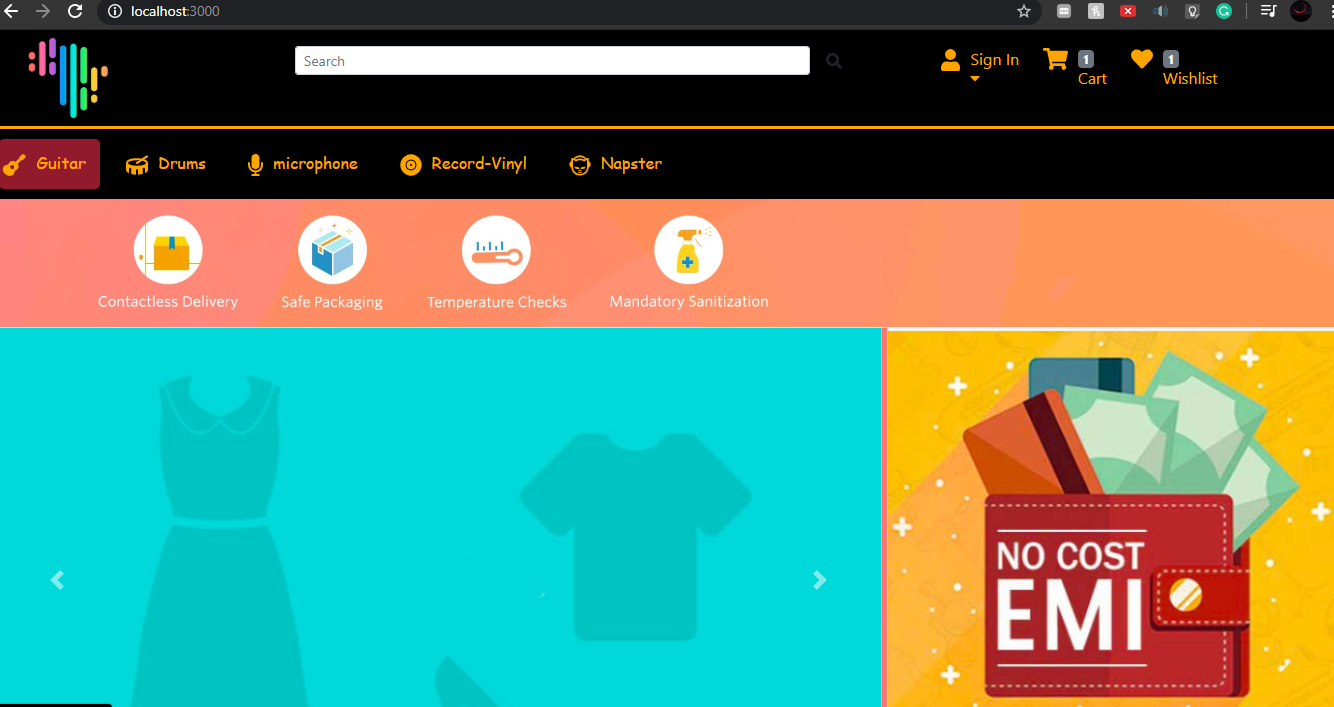 localhost:3000
Search
Sign In
1
Cart
1
Wishlist
Guitar
Drums
microphone
Record-Vinyl
Napster
Contactless Delivery
Safe Packaging
Temperature Checks
Mandatory Sanitization
NO COST
EMI